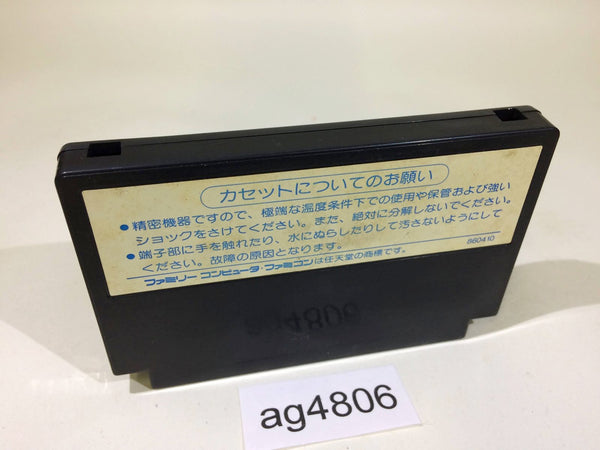 カセットについてのお願い
● 精密機器ですので、極端な温度条件下での使用や保管および強い
ショックをさけてください。また、絶対に分解しないでください。
● 端子部に手を触れたり、水にぬらしたりして汚さないようにして
ください。故障の原因となります。
860410
ファミリーコンピュータ・ファミコンは任天堂の商標です。
ag4806
ag4806